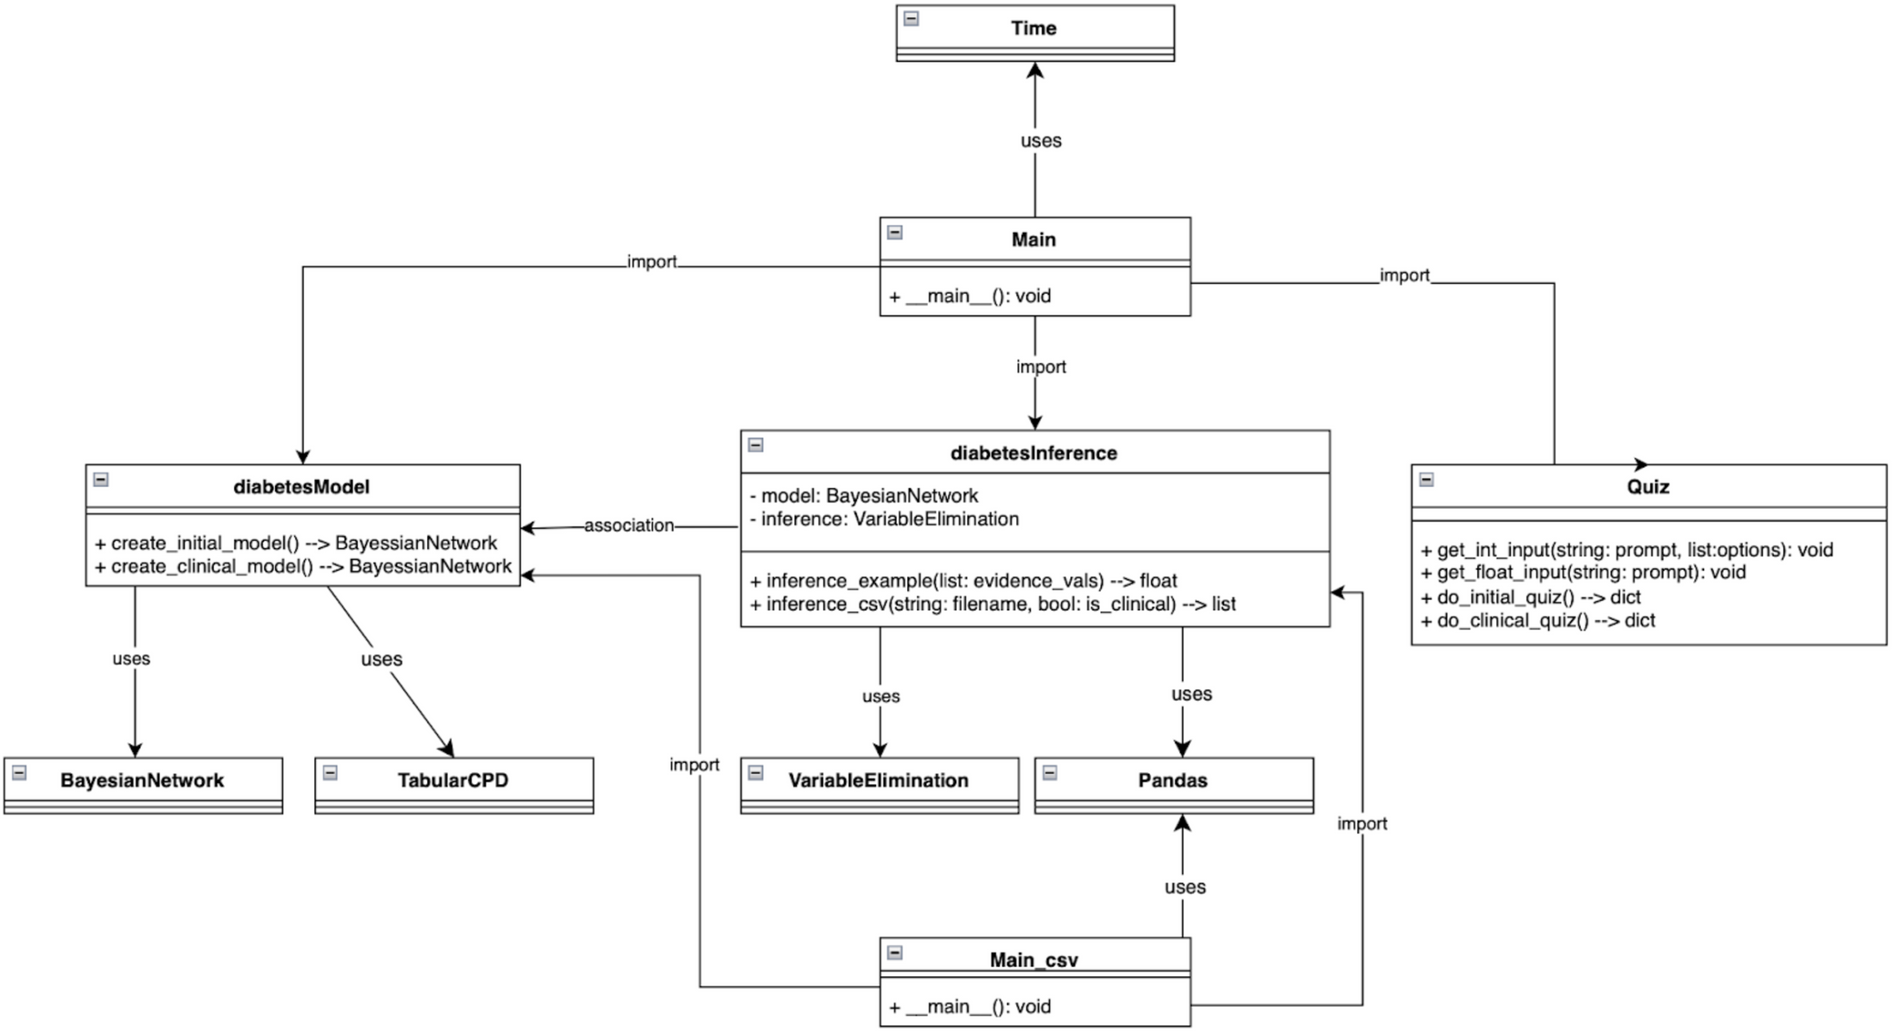 Time
uses
Main
+ __main__(): void
import
import
import
diabetesModel
+ create_initial_model() --> BayessianNetwork
+ create_clinical_model() --> BayessianNetwork
association
diabetesInference
- model: BayesianNetwork
- inference: VariableElimination
+ inference_example(list: evidence_vals) --> float
+ inference_csv(string: filename, bool: is_clinical) --> list
Quiz
+ get_int_input(string: prompt, list:options): void
+ get_float_input(string: prompt): void
+ do_initial_quiz() --> dict
+ do_clinical_quiz() --> dict
uses
uses
uses
uses
BayesianNetwork
TabularCPD
import
VariableElimination
Pandas
import
uses
Main_csv
+ __main__(): void